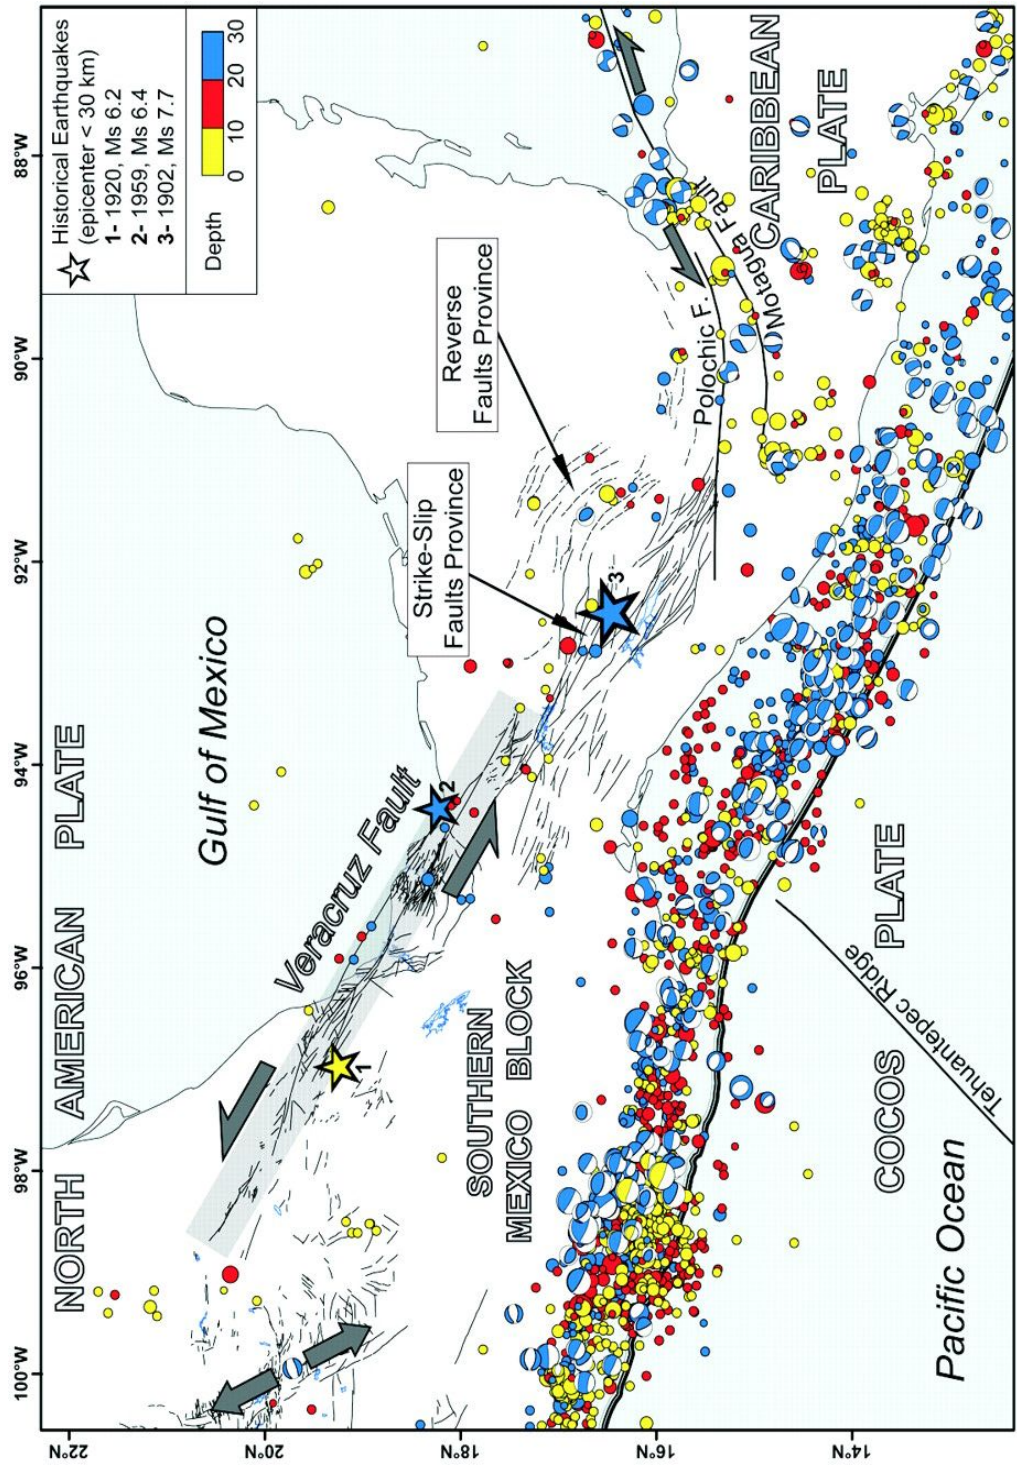 100°W
98°W
96°W
94°W
92°W
90°W
88°W
22°N
20°N
18°N
16°N
14°N
NORTH AMERICAN PLATE
Gulf of Mexico
Historical Earthquakes
(epicenter < 30 km)
1- 1920, Ms 6.2
2- 1959, Ms 6.4
3- 1902, Ms 7.7
Depth
0 10 20 30
Veracruz Fault
1
2
3
Strike-Slip
Faults Province
Reverse
Faults Province
SOUTHERN
MEXICO BLOCK
Polochic F.
Motagua Fault
CARIBBEAN
PLATE
COCOS PLATE
Tehuantepec Ridge
Pacific Ocean